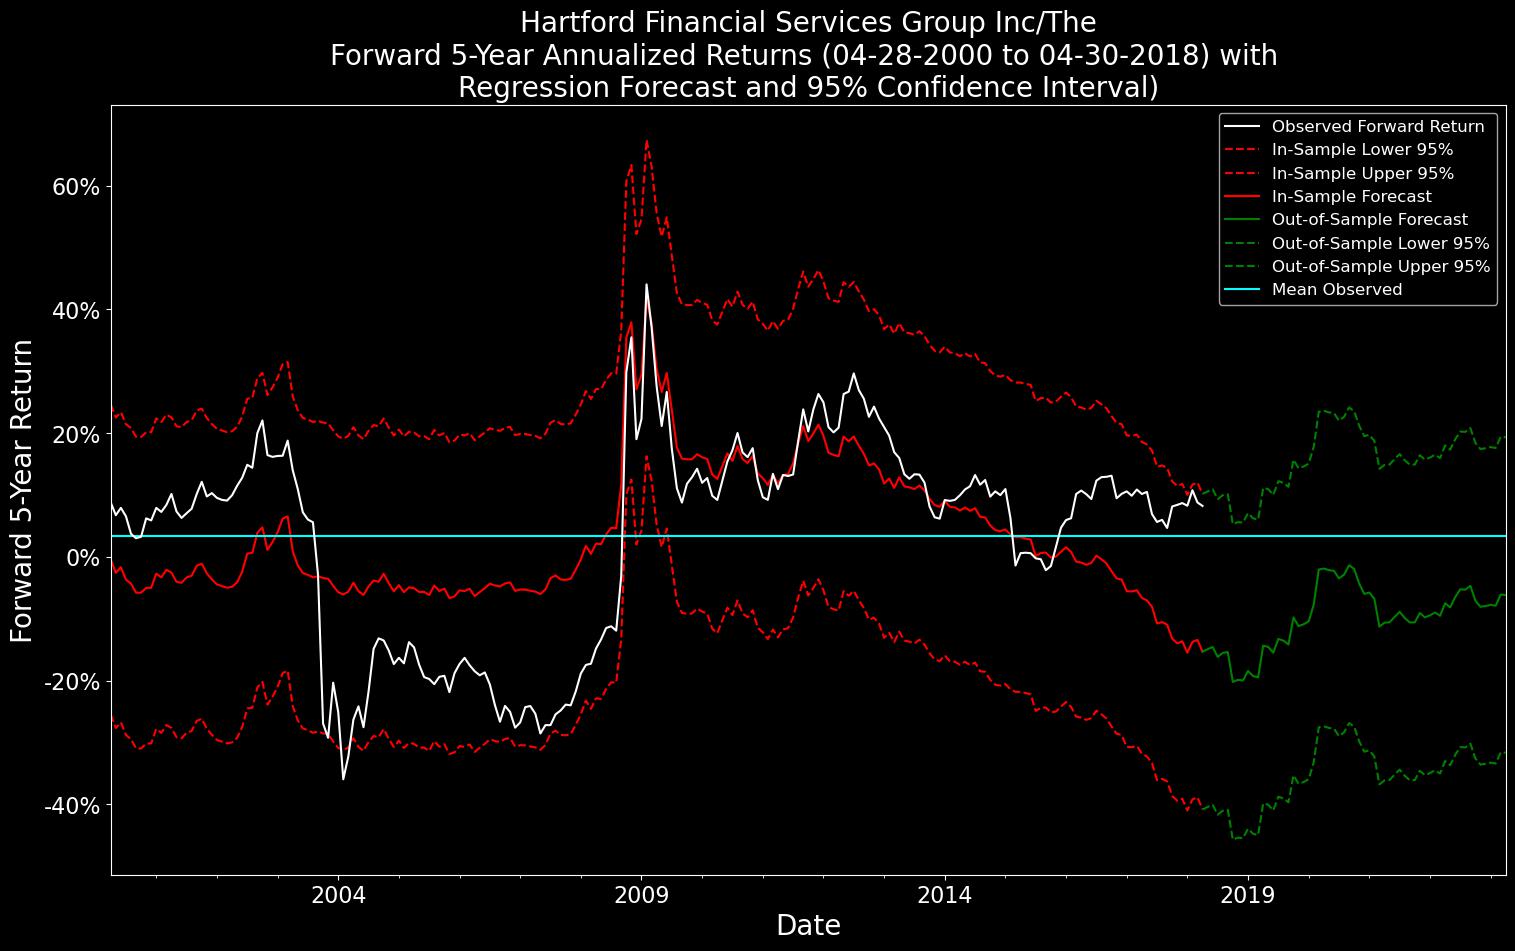 Hartford Financial Services Group Inc/The
Forward 5-Year Annualized Returns (04-28-2000 to 04-30-2018) with
Regression Forecast and 95% Confidence Interval)
Observed Forward Return
In-Sample Lower 95%
In-Sample Upper 95%
In-Sample Forecast
Out-of-Sample Forecast
Out-of-Sample Lower 95%
Out-of-Sample Upper 95%
Mean Observed
Forward 5-Year Return
60%
40%
20%
0%
-20%
-40%
2004
2009
2014
2019
Date